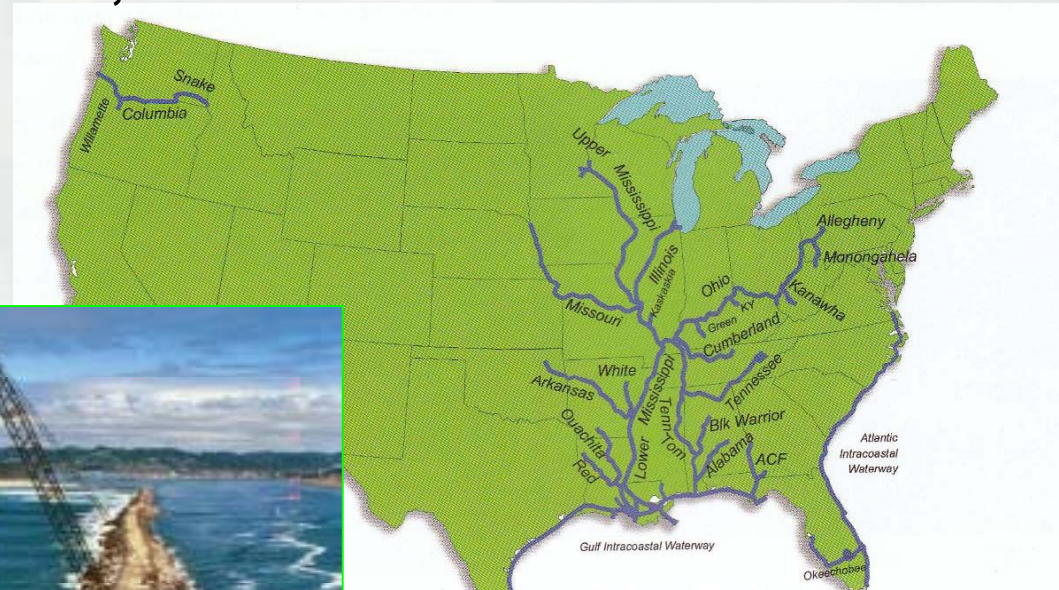 Snake
Columbia
Willamette
Upper
Mississippi
Illinois
Kaskaskia
Missouri
Allegheny
Monongahela
Ohio
KY
Kanawha
Green
Cumberland
White
Arkansas
Lower
Mississippi
Tennessee
Tenn-Tom
Blk Warrior
Ouachita
Alabama
ACF
Red
Atlantic
Intracoastal
Waterway
Gulf Intracoastal Waterway
Okeechobee